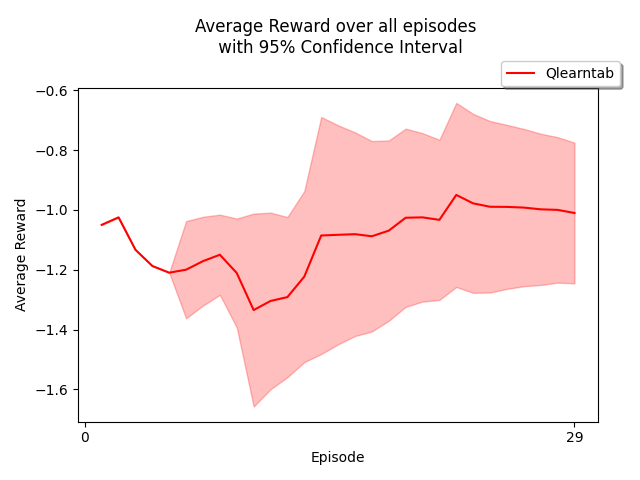 Average Reward over all episodes
with 95% Confidence Interval
Qlearntab
−0.6
−0.8
−1.0
−1.2
−1.4
−1.6
Average Reward
0
29
Episode